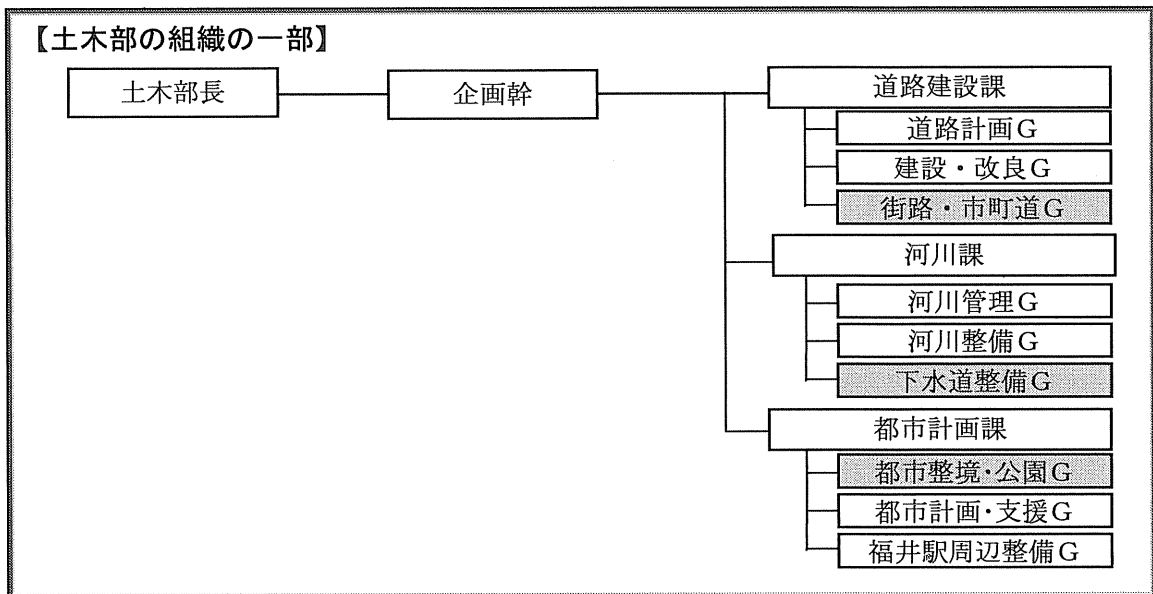 【土木部の組織の一部】
土木部長
企画幹
道路建設課
道路計画G
建設・改良G
街路・市町道G
河川課
河川管理G
河川整備G
下水道整備G
都市計画課
都市整境・公園G
都市計画・支援G
福井駅周辺整備G